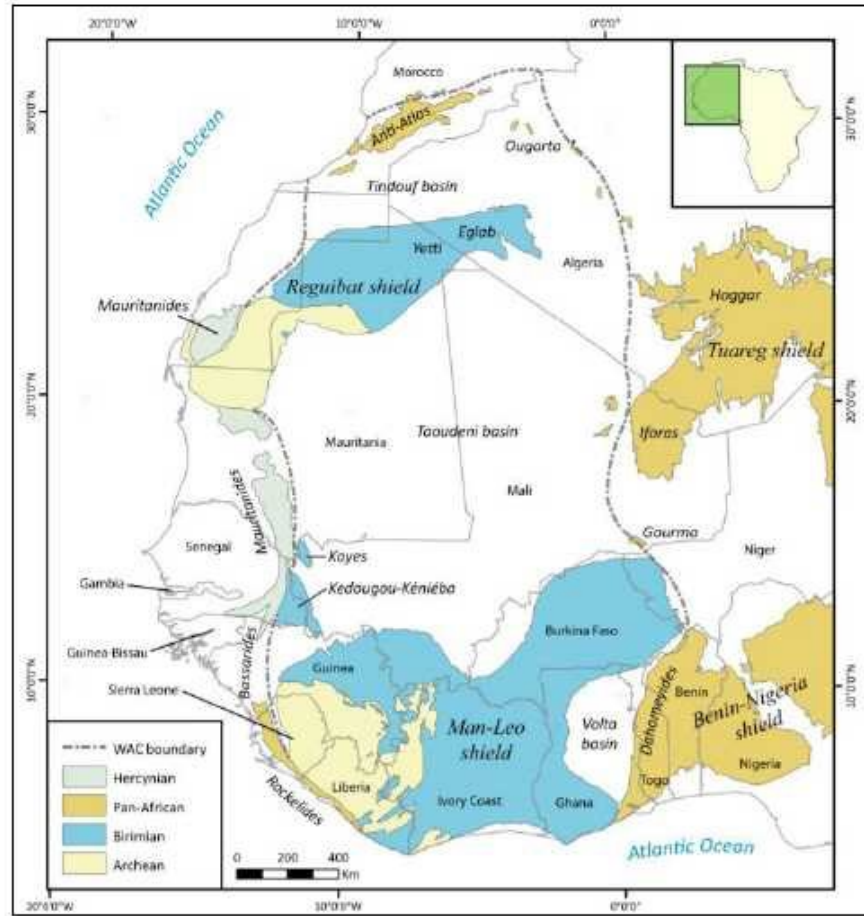 20°0'0"W
10°0'0"W
0°0'0"
Morocco
30°0'0"N
30°0'0"N
Anti-Atlas
Ougarta
Atlantic Ocean
Tindouf basin
Eglab
Yetti
Algeria
Reguibat shield
Hoggar
Mauritanides
Tuareg shield
20°0'0"N
20°0'0"N
Iforas
Mauritania
Taoudeni basin
Mali
Mauritanides
Gourma
Senegal
Kayes
Niger
Gambia
Kedougou-Kéniéba
Burkina Faso
Guinea-Bissau
Bassarides
Guinea
Dahomeyides
Benin
10°0'0"N
10°0'0"N
Sierra Leone
Benin-Nigeria
shield
Man-Leo
shield
Volta
basin
WAC boundary
Hercynian
Nigeria
Liberia
Togo
Pan-African
Rockelides
Ivory Coast
Ghana
Birimian
Atlantic Ocean
Archean
0 200 400
Km
10°0'0"W
0°0'0"